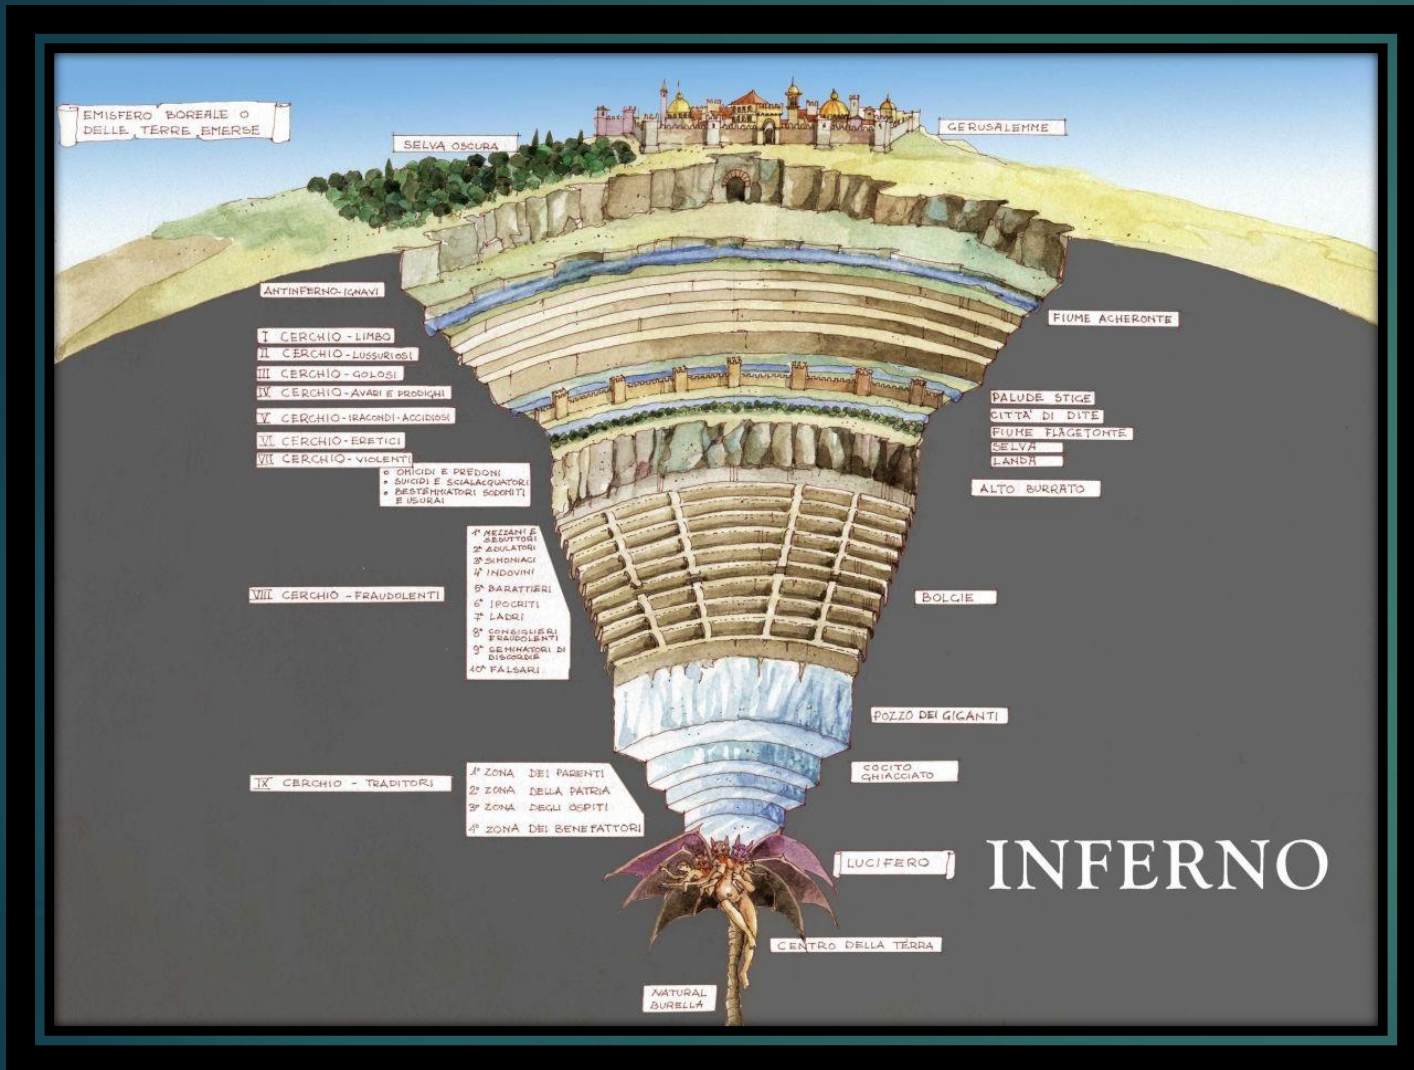 EMISFERO BOREALE O
DELLE TERRE EMERSE
SELVA OSCURA
GERUSALEMME
ANTINFERNO-IGNAVI
FIUME ACHERONTE
I CERCHIO - LIMBO
II CERCHIO - LUSSURIOSI
III CERCHIO - GOLOSI
IV CERCHIO - AVARI E PRODIGHI
V CERCHIO - IRACONDI - ACCIDIOSI
VI CERCHIO - ERETICI
VII CERCHIO - VIOLENTI
• OMICIDI E PREDONI
• SUICIDI E SCIALACQUATORI
• BESTEMMIATORI SODOMITI
E USURAI
PALUDE STIGE
CITTA' DI DITE
FIUME FLAGETONTE
SELVA
LANDA
ALTO BURRATO
VIII CERCHIO - FRAUDOLENTI
1° MEZZANI E
SEDUTTORI
2° ADULATORI
3° SIMONIACI
4° INDOVINI
5° BARATTIERI
6° IPOCRITI
7° LADRI
8° CONSIGLIERI
FRAUDOLENTI
9° SEMINATORI DI
DISCORDIE
10° FALSARI
BOLGIE
POZZO DEI GIGANTI
COCITO
GHIACCIATO
IX CERCHIO - TRADITORI
1° ZONA DEI PARENTI
2° ZONA DELLA PATRIA
3° ZONA DEGLI OSPITI
4° ZONA DEI BENEFATTORI
LUCIFERO
INFERNO
CENTRO DELLA TERRA
NATURAL
BURELLA